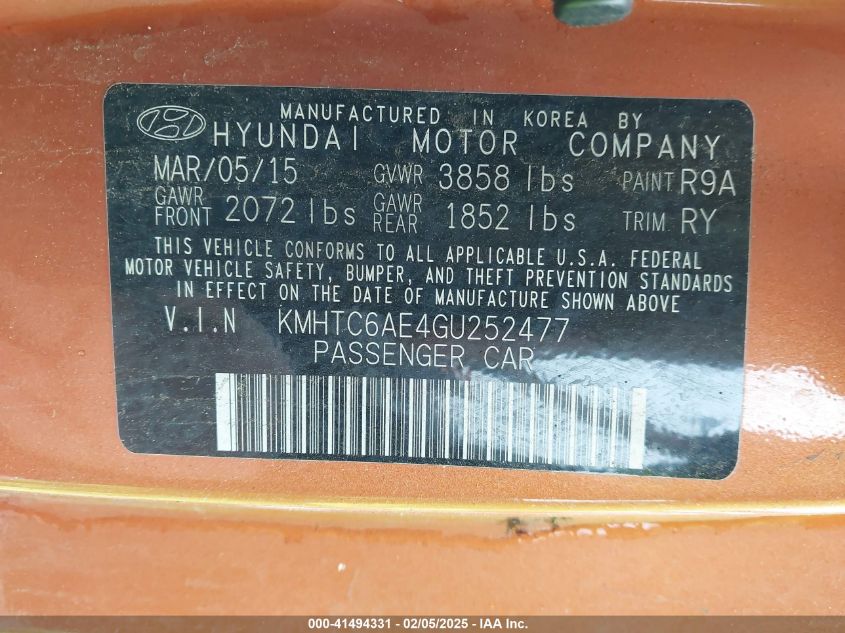 MANUFACTURED IN KOREA BY
HYUNDAI MOTOR COMPANY
MAR/05/15 GVWR 3858 lbs PAINT R9A
GAWR FRONT 2072 lbs GAWR REAR 1852 lbs TRIM RY
THIS VEHICLE CONFORMS TO ALL APPLICABLE U.S.A. FEDERAL
MOTOR VEHICLE SAFETY, BUMPER, AND THEFT PREVENTION STANDARDS
IN EFFECT ON THE DATE OF MANUFACTURE SHOWN ABOVE
V.I.N KMHTC6AE4GU252477
PASSENGER CAR
000-41494331 - 02/05/2025 - IAA Inc.